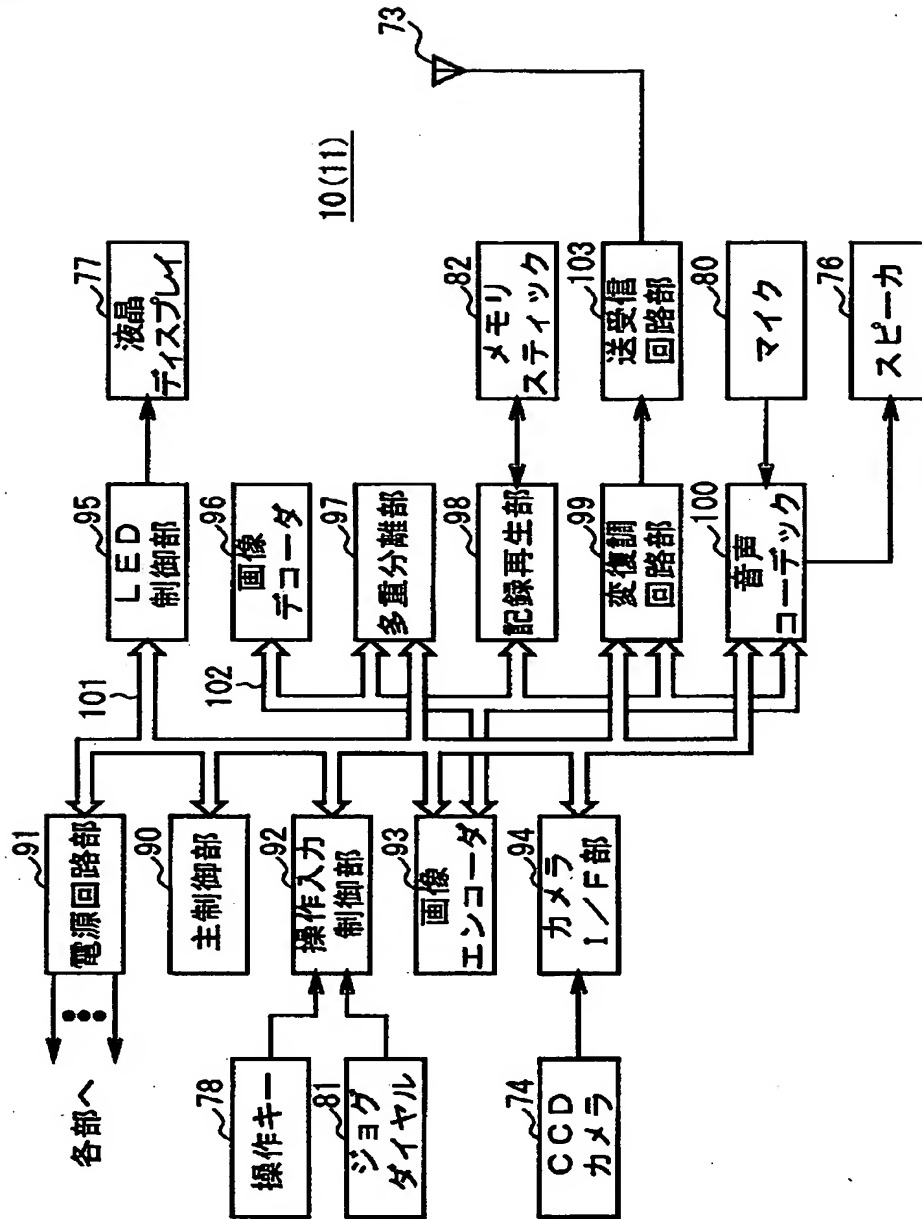 10(11)
91
電源回路部
各部へ
90
主制御部
92
操作入力
制御部
78
操作キー
81
ジョグ
ダイヤル
93
画像
エンコーダ
94
カメラ
I/F部
74
CCD
カメラ
101
102
95
LED
制御部
77
液晶
ディスプレイ
96
画像
デコーダ
97
多重分離部
98
記録再生部
82
メモリ
スティック
99
変復調
回路部
103
送受信
回路部
73
100
音声
コーデック
80
マイク
76
スピーカ